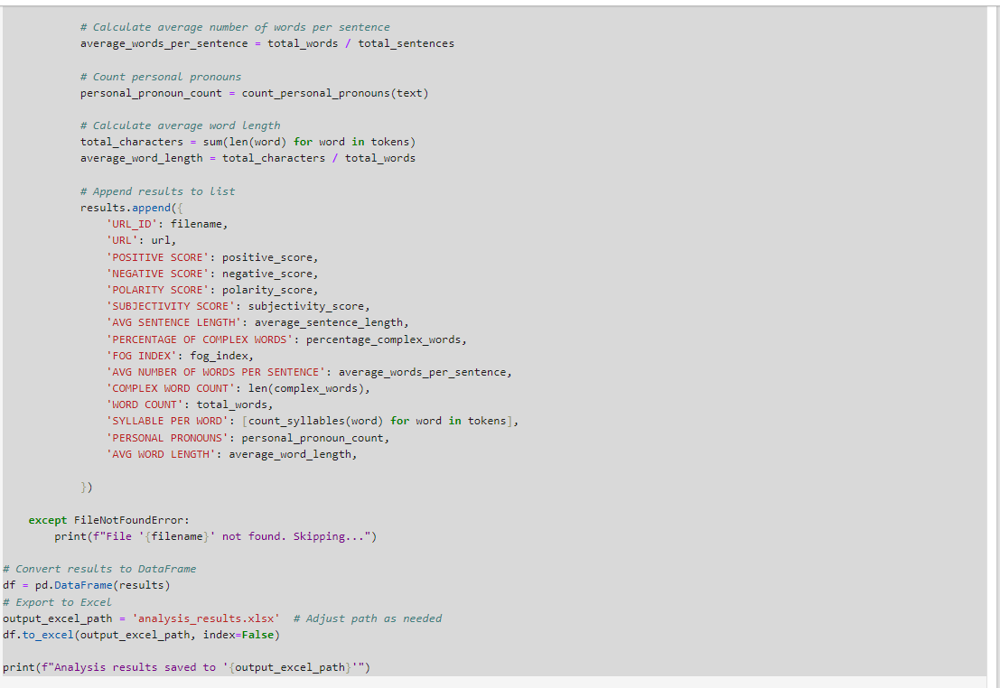 # Calculate average number of words per sentence
average_words_per_sentence = total_words / total_sentences
# Count personal pronouns
personal_pronoun_count = count_personal_pronouns(text)
# Calculate average word length
total_characters = sum(len(word) for word in tokens)
average_word_length = total_characters / total_words
# Append results to list
results.append({
'URL_ID': filename,
'URL': url,
'POSITIVE SCORE': positive_score,
'NEGATIVE SCORE': negative_score,
'POLARITY SCORE': polarity_score,
'SUBJECTIVITY SCORE': subjectivity_score,
'AVG SENTENCE LENGTH': average_sentence_length,
'PERCENTAGE OF COMPLEX WORDS': percentage_complex_words,
'FOG INDEX': fog_index,
'AVG NUMBER OF WORDS PER SENTENCE': average_words_per_sentence,
'COMPLEX WORD COUNT': len(complex_words),
'WORD COUNT': total_words,
'SYLLABLE PER WORD': [count_syllables(word) for word in tokens],
'PERSONAL PRONOUNS': personal_pronoun_count,
'AVG WORD LENGTH': average_word_length,
})
except FileNotFoundError:
print(f"File '{filename}' not found. Skipping...")
# Convert results to DataFrame
df = pd.DataFrame(results)
# Export to Excel
output_excel_path = 'analysis_results.xlsx'  # Adjust path as needed
df.to_excel(output_excel_path, index=False)
print(f"Analysis results saved to '{output_excel_path}'")